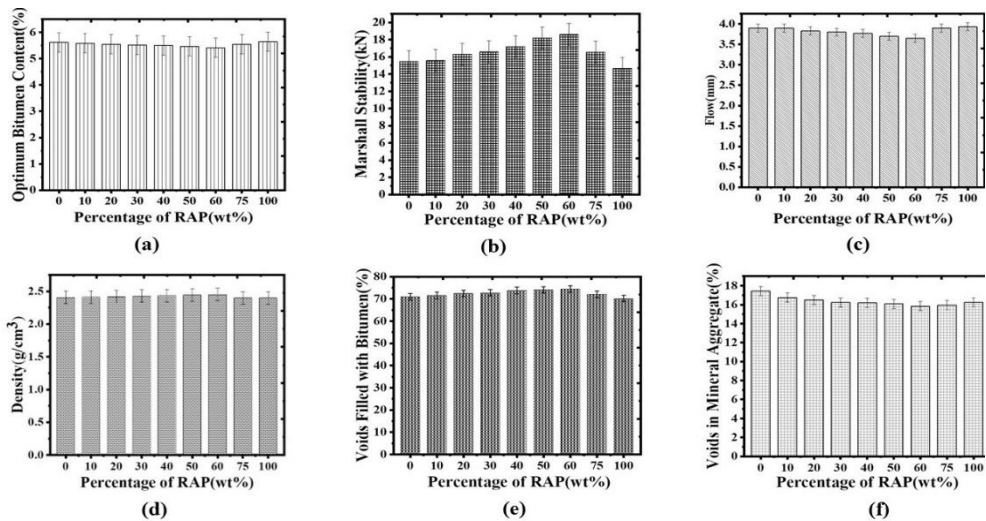 Optimum Bitumen Content(%)
6
5
4
3
2
1
0
0 10 20 30 40 50 60 75 100
Percentage of RAP(wt%)
(a)
Marshall Stability(kN)
20
18
16
14
12
10
8
6
4
2
0
0 10 20 30 40 50 60 75 100
Percentage of RAP(wt%)
(b)
Flow(mm)
4.0
3.5
3.0
2.5
2.0
1.5
1.0
0.5
0.0
0 10 20 30 40 50 60 75 100
Percentage of RAP(wt%)
(c)
Density(g/cm3)
2.5
2.0
1.5
1.0
0.5
0.0
0 10 20 30 40 50 60 75 100
Percentage of RAP(wt%)
(d)
Voids Filled with Bitumen(%)
80
70
60
50
40
30
20
10
0
0 10 20 30 40 50 60 75 100
Percentage of RAP(wt%)
(e)
Voids in Mineral Aggregate(%)
18
16
14
12
10
8
6
4
2
0
0 10 20 30 40 50 60 75 100
Percentage of RAP(wt%)
(f)